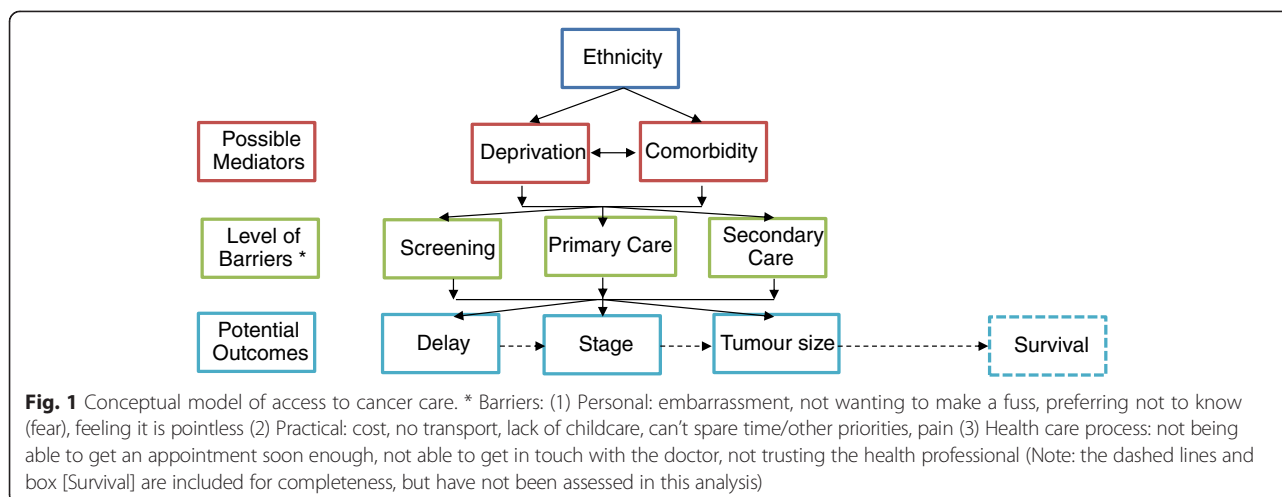 Ethnicity
Possible
Mediators
Deprivation
Comorbidity
Level of
Barriers *
Screening
Primary Care
Secondary
Care
Potential
Outcomes
Delay
Stage
Tumour size
Survival
Fig. 1 Conceptual model of access to cancer care. * Barriers: (1) Personal: embarrassment, not wanting to make a fuss, preferring not to know
(fear), feeling it is pointless (2) Practical: cost, no transport, lack of childcare, can't spare time/other priorities, pain (3) Health care process: not being
able to get an appointment soon enough, not able to get in touch with the doctor, not trusting the health professional (Note: the dashed lines and
box [Survival] are included for completeness, but have not been assessed in this analysis)